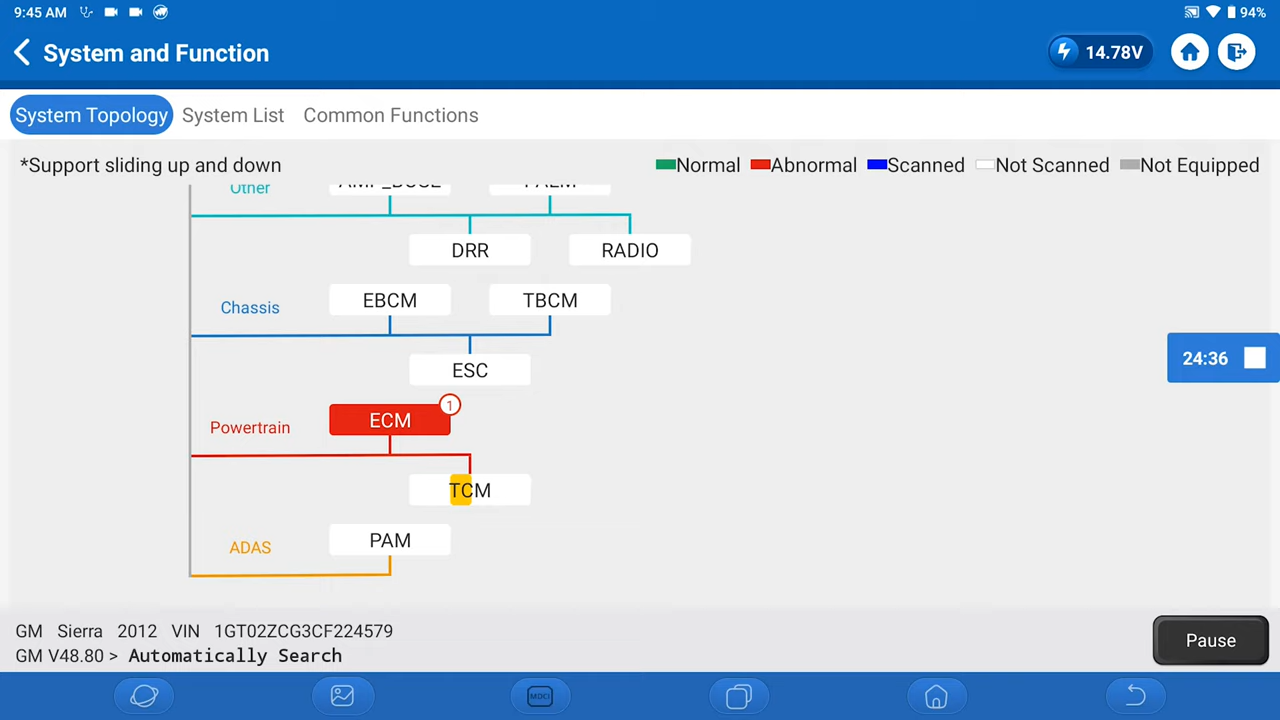 9:45 AM 94%
System and Function 14.78V
System Topology System List Common Functions
*Support sliding up and down Normal Abnormal Scanned Not Scanned Not Equipped
Other
DRR RADIO
Chassis EBCM TBCM
ESC
24:36
Powertrain ECM 1
TCM
ADAS PAM
GM Sierra 2012 VIN 1GT02ZCG3CF224579
GM V48.80 > Automatically Search
Pause
MDCI